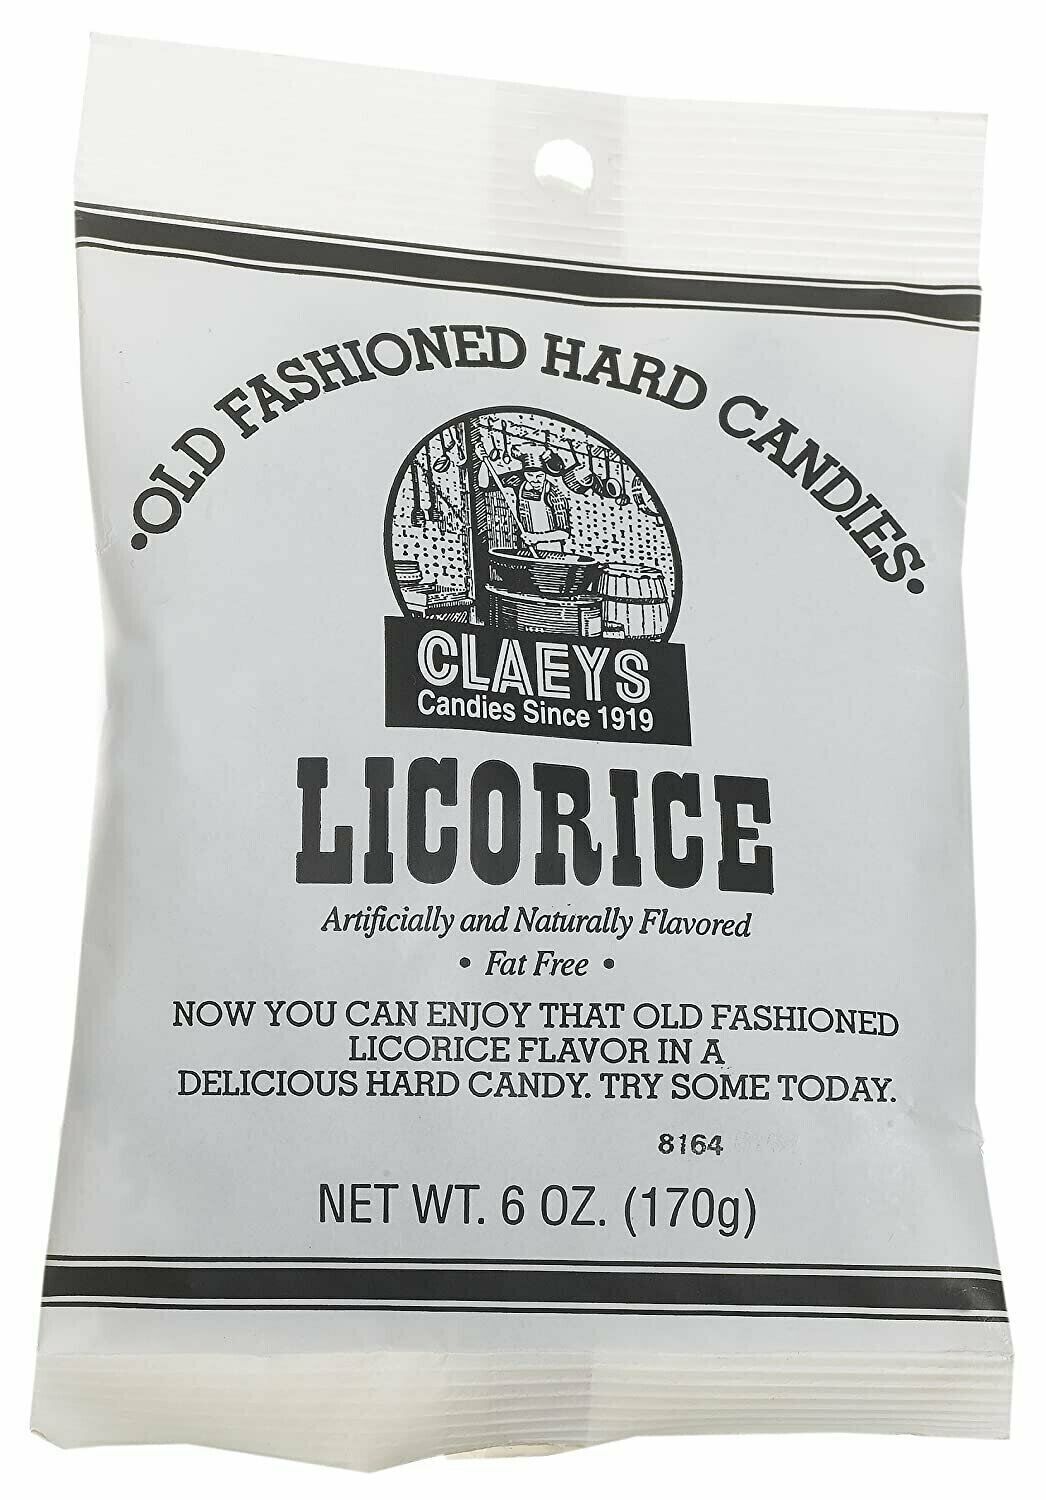 •OLD FASHIONED HARD CANDIES•
CLAEYS
Candies Since 1919
LICORICE
Artificially and Naturally Flavored
• Fat Free •
NOW YOU CAN ENJOY THAT OLD FASHIONED
LICORICE FLAVOR IN A
DELICIOUS HARD CANDY. TRY SOME TODAY.
8164
NET WT. 6 OZ. (170g)